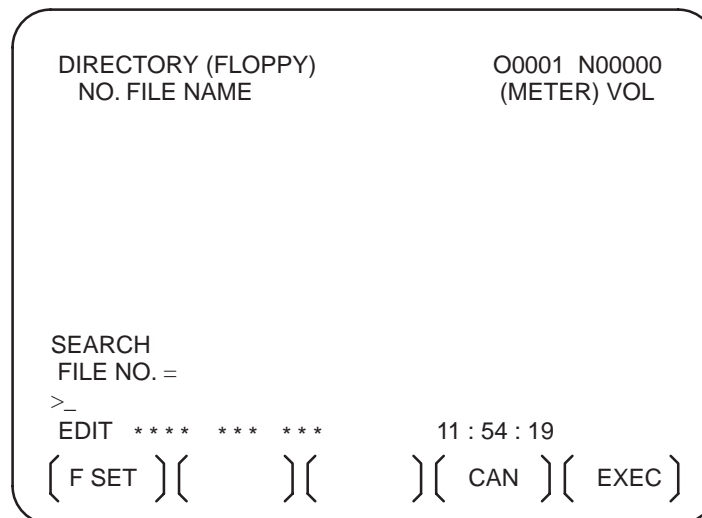 DIRECTORY (FLOPPY) O0001 N00000
NO. FILE NAME (METER) VOL
SEARCH
FILE NO. =
>_
EDIT **** *** *** 11 : 54 : 19
[ F SET ] [ ] [ ] [ CAN ] [ EXEC ]